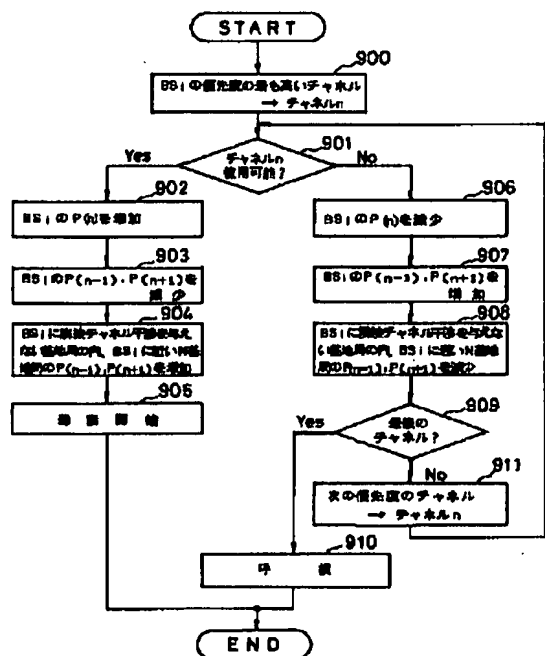 START
900
BSiの優先度の最も高いチャネル
→ チャネルn
901
Yes
チャネルn
使用可能?
No
902
BSiのP(n)を増加
906
BSiのP(n)を減少
903
BSiのP(n-1),P(n+1)を
減少
907
BSiのP(n-1),P(n+1)を
増加
904
BSiに隣接チャネル干渉を与え
ない基地局の内、BSiに近いN基
地局のP(n-1),P(n+1)を増加
908
BSiに隣接チャネル干渉を与え
ない基地局の内、BSiに近いN基地
局のP(n-1),P(n+1)を減少
905
通話開始
909
Yes
最後の
チャネル?
No
911
次の優先度のチャネル
→ チャネルn
910
呼損
END